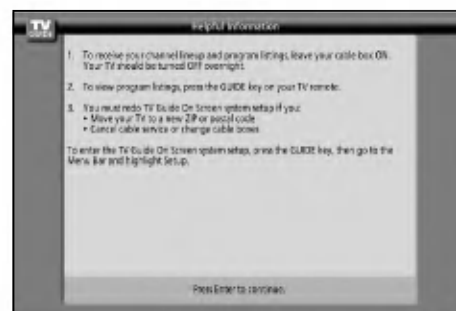 TV
GUIDE
Helpful Information
1. To receive your channel lineup and program listings, leave your cable box ON.
Your TV should be turned OFF overnight.
2. To view program listings, press the GUIDE key on your TV remote.
3. You must redo TV Guide On Screen system setup if you:
▸ Move your TV to a new ZIP or postal code
▸ Cancel cable service or change cable boxes
To enter the TV Guide On Screen system setup, press the GUIDE key, then go to the
Menu Bar and highlight Setup.
Press Enter to continue.